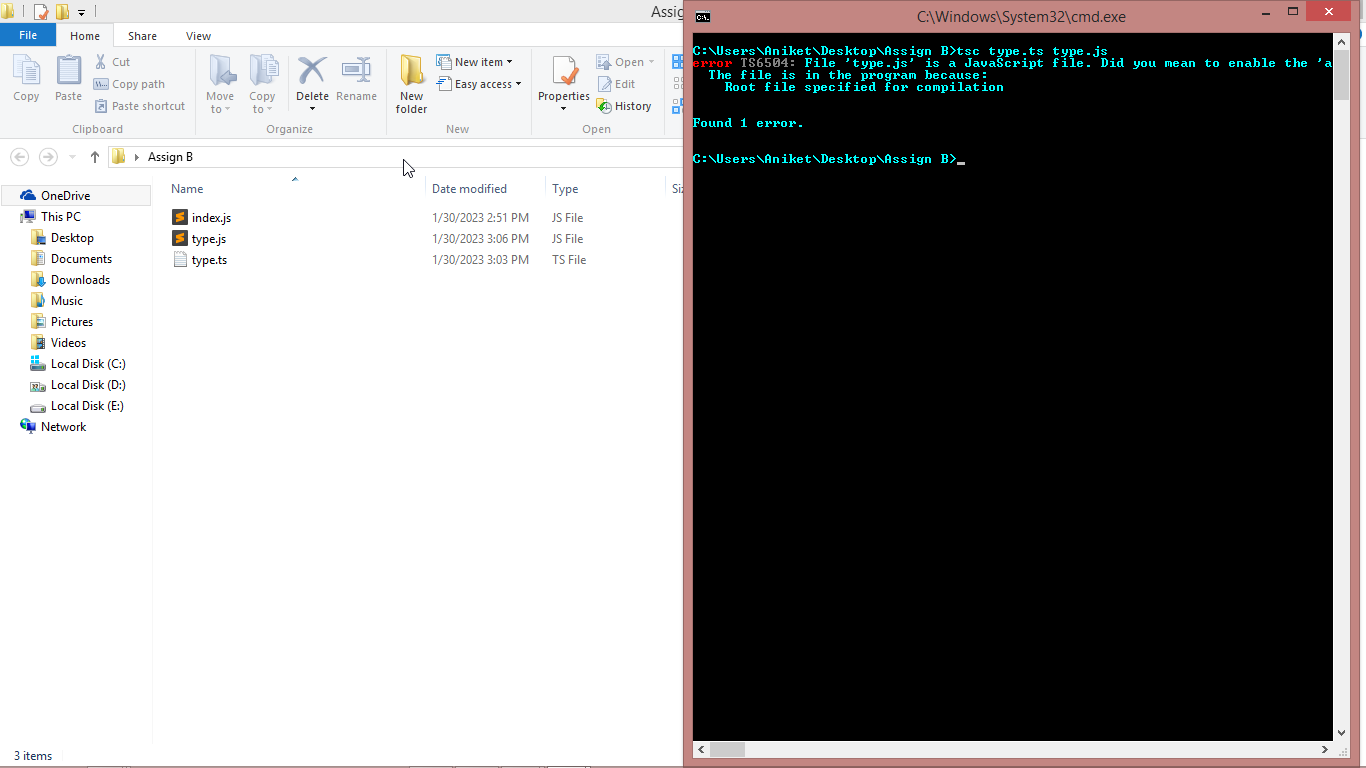 Assig
File Home Share View
Copy
Paste
Cut
Copy path
Paste shortcut
Clipboard
Move to
Copy to
Delete
Rename
Organize
New folder
New item
Easy access
New
Properties
Open
Edit
History
Open
Assign B
OneDrive
This PC
Desktop
Documents
Downloads
Music
Pictures
Videos
Local Disk (C:)
Local Disk (D:)
Local Disk (E:)
Network
Name Date modified Type Siz
index.js 1/30/2023 2:51 PM JS File
type.js 1/30/2023 3:06 PM JS File
type.ts 1/30/2023 3:03 PM TS File
3 items
C:\Windows\System32\cmd.exe
C:\Users\Aniket\Desktop\Assign B>tsc type.ts type.js
error TS6504: File 'type.js' is a JavaScript file. Did you mean to enable the 'a
The file is in the program because:
Root file specified for compilation
Found 1 error.
C:\Users\Aniket\Desktop\Assign B>